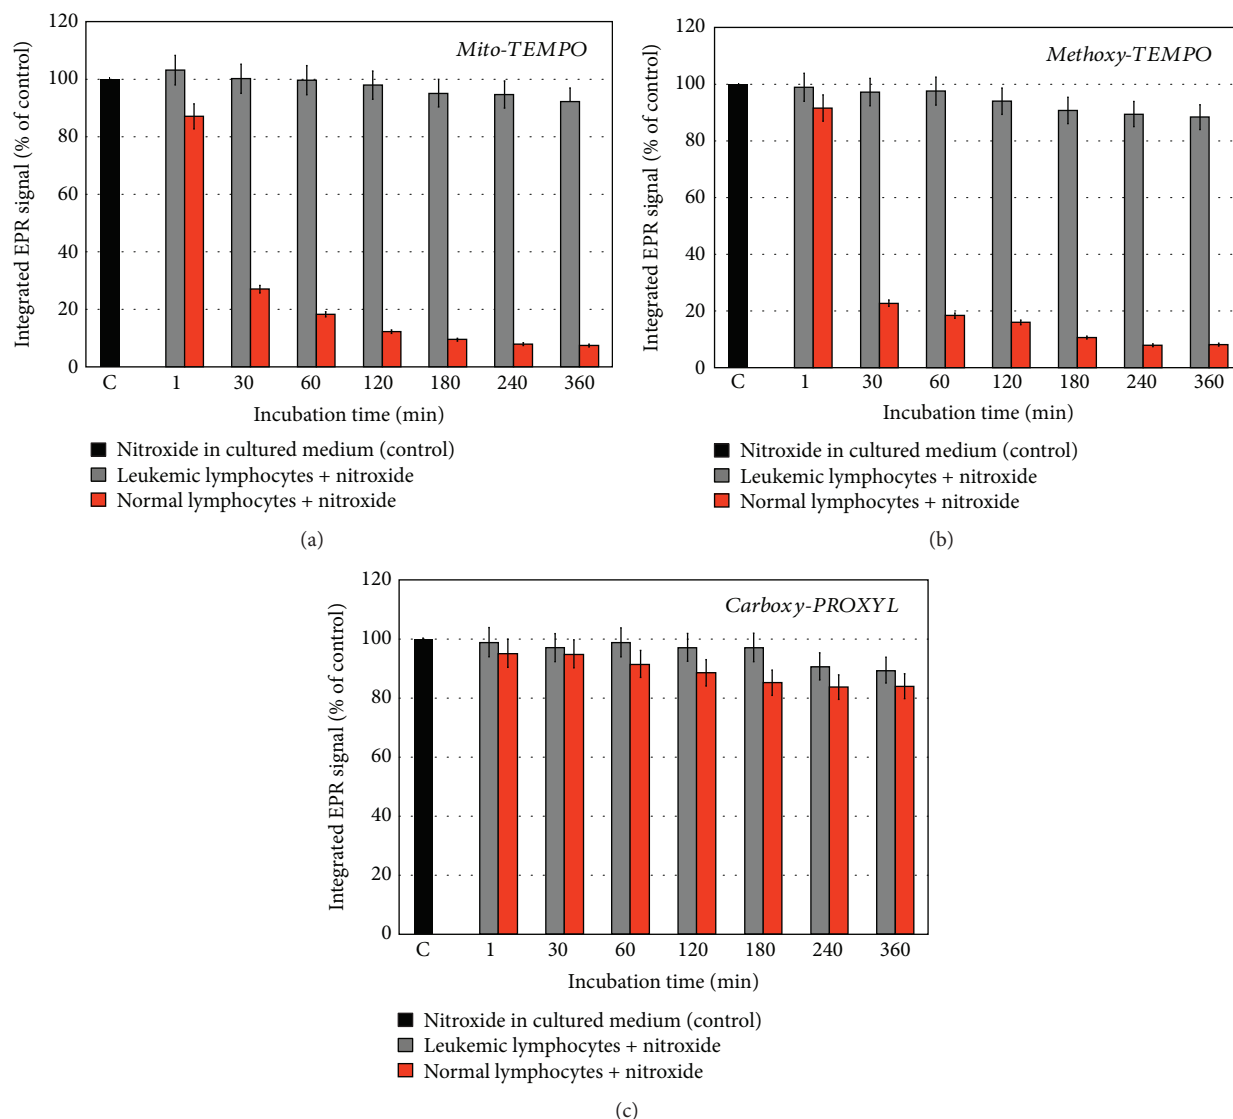 Integrated EPR signal (% of control)
120
100
80
60
40
20
0
Mito-TEMPO
C 1 30 60 120 180 240 360
Incubation time (min)
Nitroxide in cultured medium (control)
Leukemic lymphocytes + nitroxide
Normal lymphocytes + nitroxide
(a)
Integrated EPR signal (% of control)
120
100
80
60
40
20
0
Methoxy-TEMPO
C 1 30 60 120 180 240 360
Incubation time (min)
Nitroxide in cultured medium (control)
Leukemic lymphocytes + nitroxide
Normal lymphocytes + nitroxide
(b)
Integrated EPR signal (% of control)
120
100
80
60
40
20
0
Carboxy-PROXYL
C 1 30 60 120 180 240 360
Incubation time (min)
Nitroxide in cultured medium (control)
Leukemic lymphocytes + nitroxide
Normal lymphocytes + nitroxide
(c)